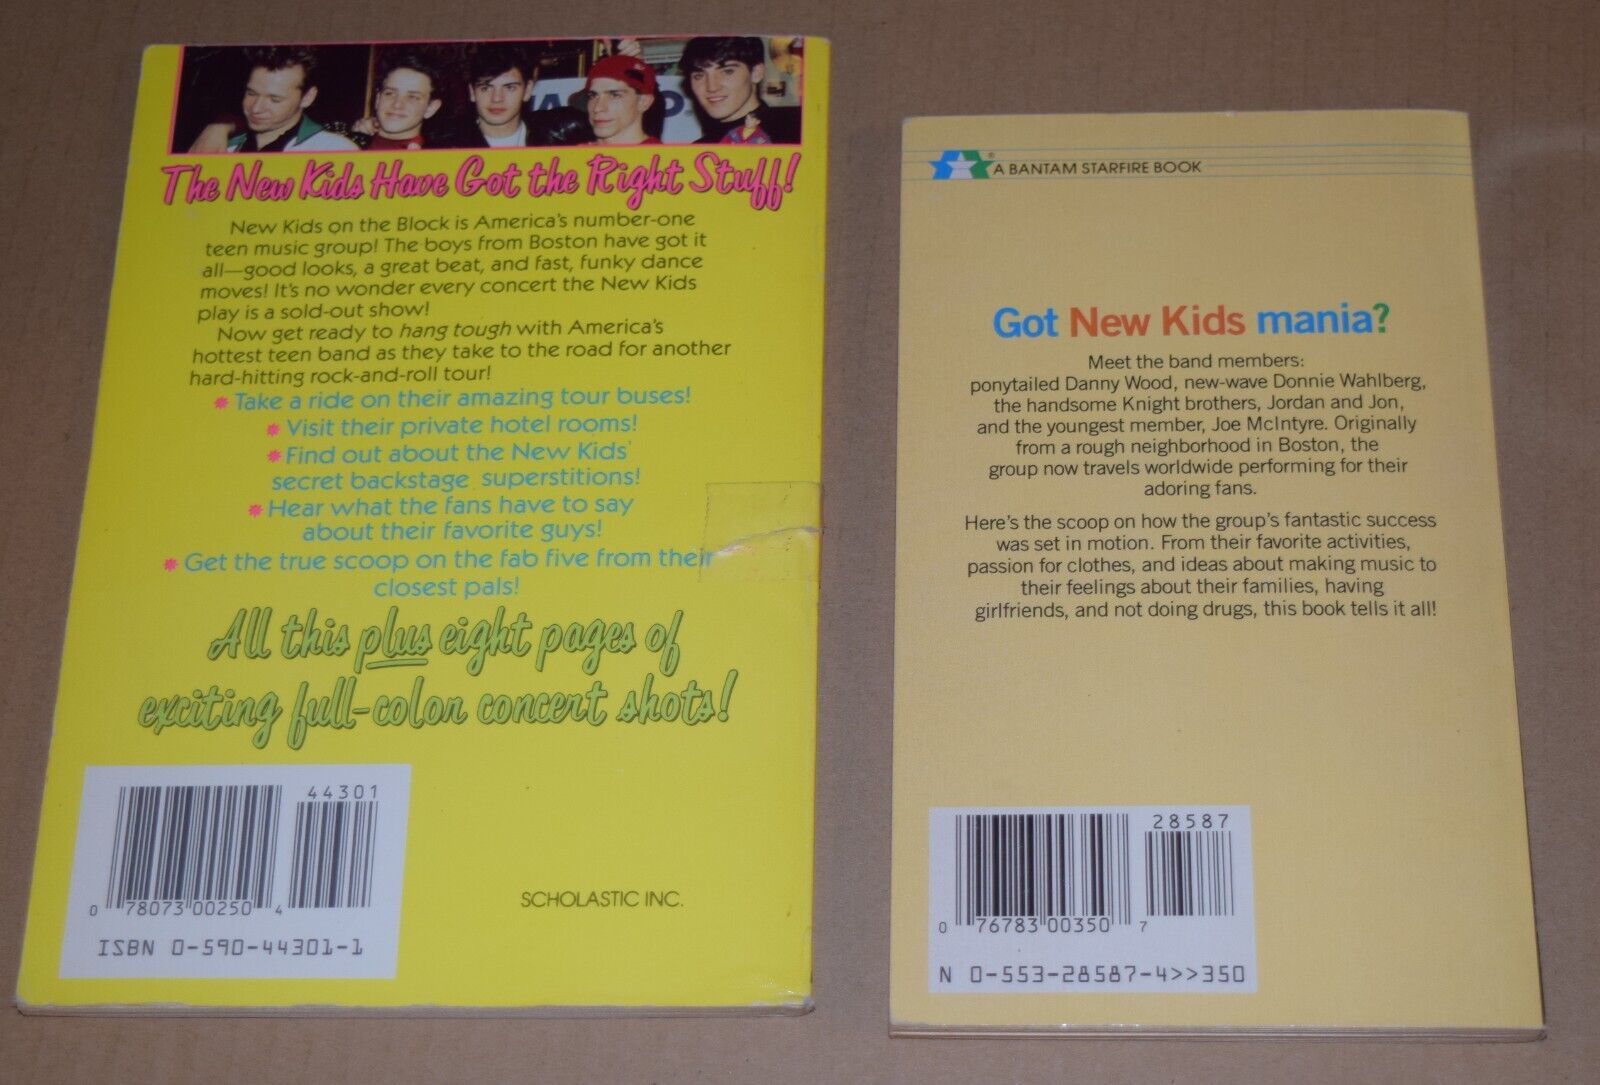 The New Kids Have Got the Right Stuff!
New Kids on the Block is America's number-one
teen music group! The boys from Boston have got it
all—good looks, a great beat, and fast, funky dance
moves! It's no wonder every concert the New Kids
play is a sold-out show!
Now get ready to hang tough with America's
hottest teen band as they take to the road for another
hard-hitting rock-and-roll tour!
* Take a ride on their amazing tour buses!
* Visit their private hotel rooms!
* Find out about the New Kids'
secret backstage superstitions!
* Hear what the fans have to say
about their favorite guys!
* Get the true scoop on the fab five from their
closest pals!
All this plus eight pages of
exciting full-color concert shots!
44301
0 78073 00250 4
ISBN 0-590-44301-1
SCHOLASTIC INC.
® A BANTAM STARFIRE BOOK
Got New Kids mania?
Meet the band members:
ponytailed Danny Wood, new-wave Donnie Wahlberg,
the handsome Knight brothers, Jordan and Jon,
and the youngest member, Joe McIntyre. Originally
from a rough neighborhood in Boston, the
group now travels worldwide performing for their
adoring fans.
Here's the scoop on how the group's fantastic success
was set in motion. From their favorite activities,
passion for clothes, and ideas about making music to
their feelings about their families, having
girlfriends, and not doing drugs, this book tells it all!
28587
0 76783 00350 7
N 0-553-28587-4>>350